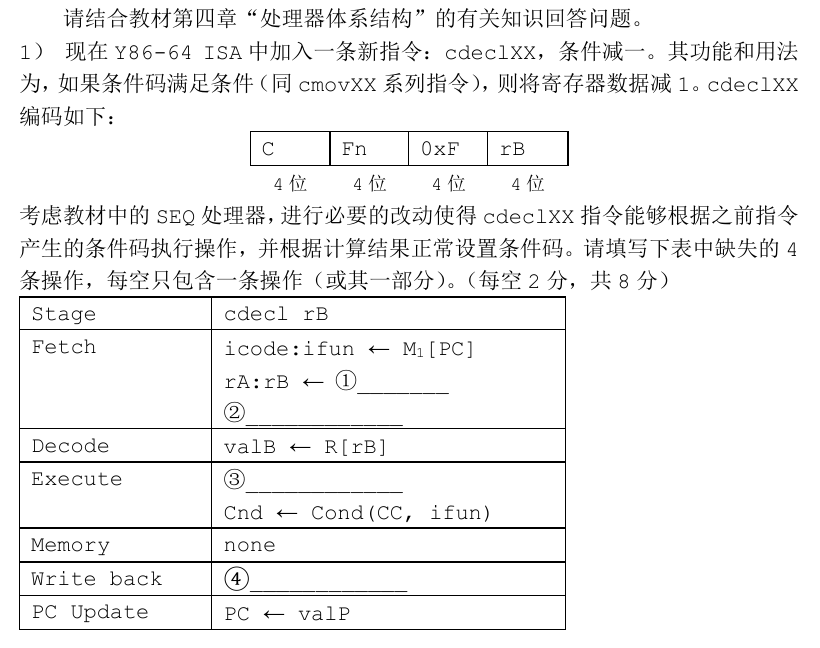 请结合教材第四章“处理器体系结构”的有关知识回答问题。
1) 现在 Y86-64 ISA 中加入一条新指令：cdeclXX，条件减一。其功能和用法
为，如果条件码满足条件（同 cmovXX 系列指令），则将寄存器数据减 1。cdeclXX
编码如下：
C Fn 0xF rB
4 位 4 位 4 位 4 位
考虑教材中的 SEQ 处理器，进行必要的改动使得 cdeclXX 指令能够根据之前指令
产生的条件码执行操作，并根据计算结果正常设置条件码。请填写下表中缺失的 4
条操作，每空只包含一条操作（或其一部分）。（每空 2 分，共 8 分）
Stage cdecl rB
Fetch icode:ifun ← M₁[PC]
rA:rB ← ①_______
②____________
Decode valB ← R[rB]
Execute ③____________
Cnd ← Cond(CC, ifun)
Memory none
Write back ④____________
PC Update PC ← valP